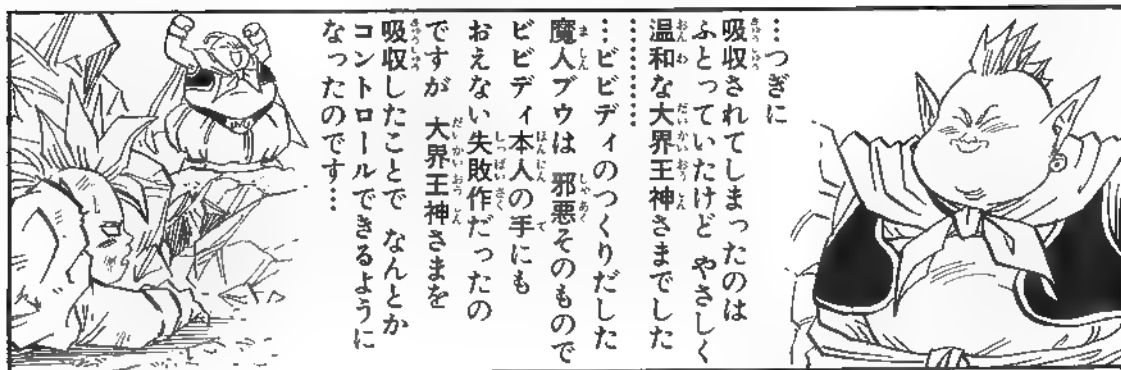 …つぎに
吸収されてしまったのは
ふとっていたけど やさしく
温和な大界王神さまでした
…………
…ビビディのつくりだした
魔人ブウは 邪悪そのもので
ビビディ本人の手にも
おえない失敗作だったの
ですが 大界王神さまを
吸収したことで なんとか
コントロールできるように
なったのです…